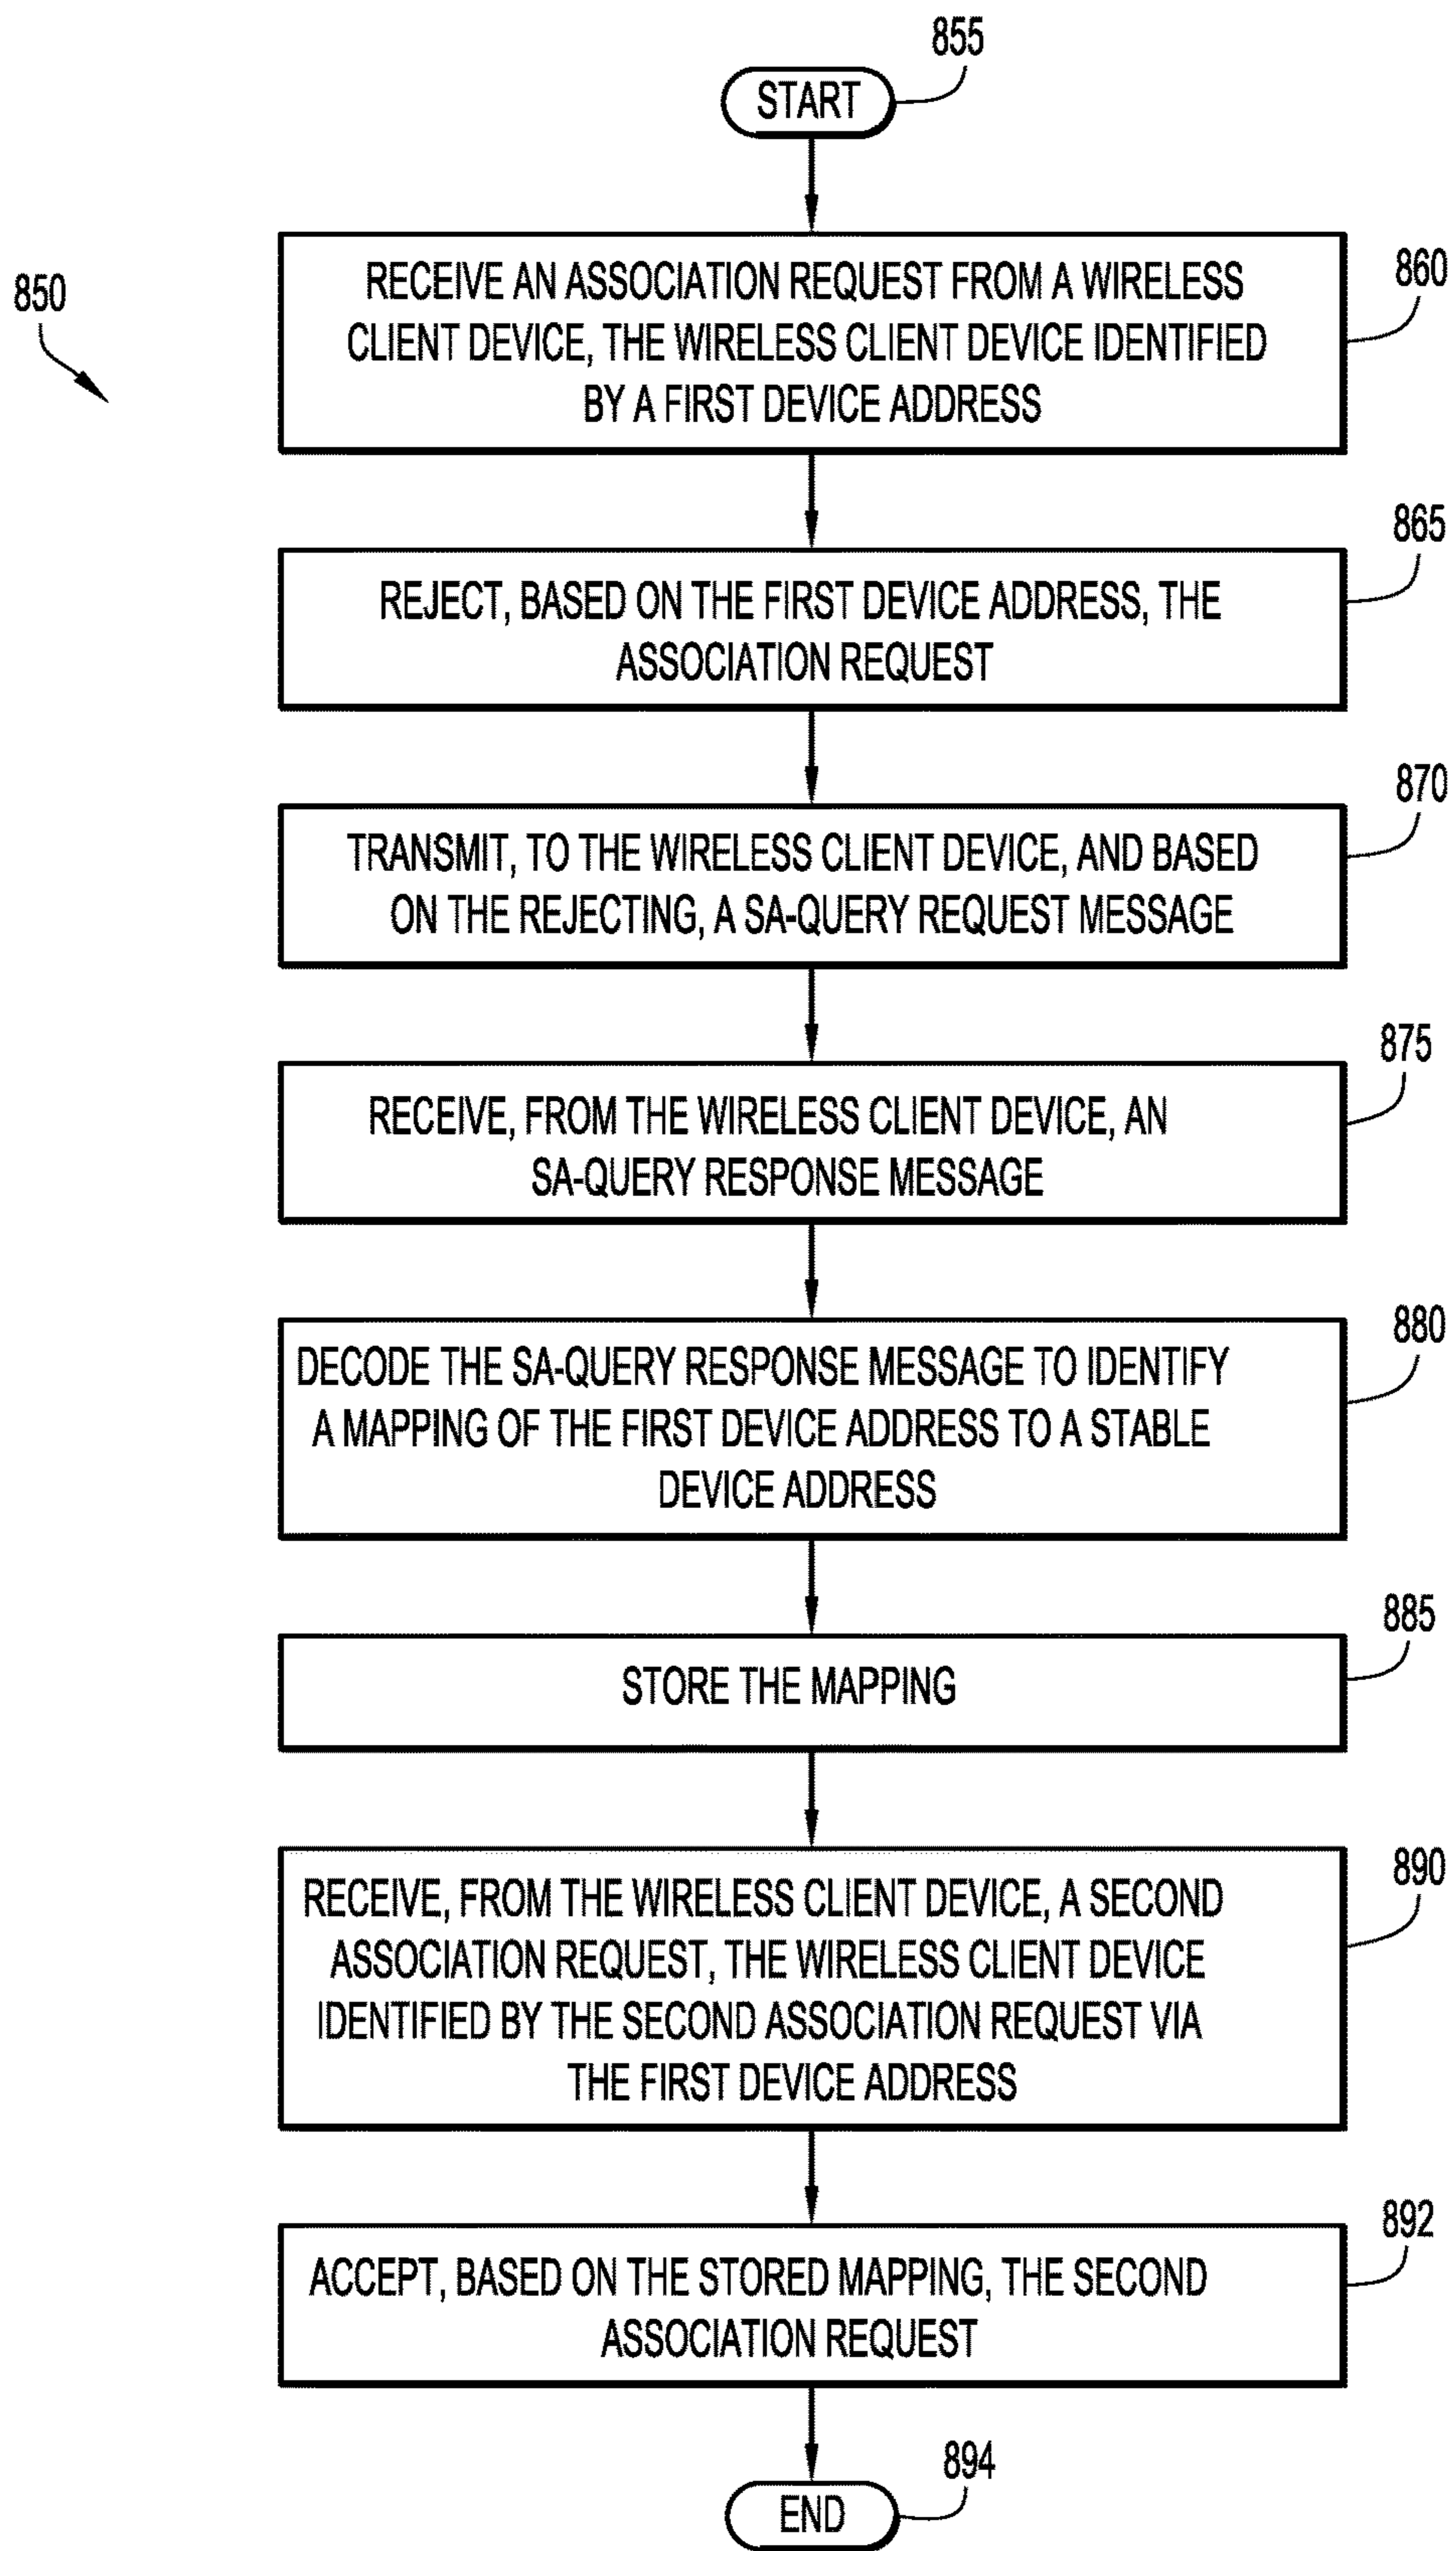 855
START
850
860
RECEIVE AN ASSOCIATION REQUEST FROM A WIRELESS
CLIENT DEVICE, THE WIRELESS CLIENT DEVICE IDENTIFIED
BY A FIRST DEVICE ADDRESS
865
REJECT, BASED ON THE FIRST DEVICE ADDRESS, THE
ASSOCIATION REQUEST
870
TRANSMIT, TO THE WIRELESS CLIENT DEVICE, AND BASED
ON THE REJECTING, A SA-QUERY REQUEST MESSAGE
875
RECEIVE, FROM THE WIRELESS CLIENT DEVICE, AN
SA-QUERY RESPONSE MESSAGE
880
DECODE THE SA-QUERY RESPONSE MESSAGE TO IDENTIFY
A MAPPING OF THE FIRST DEVICE ADDRESS TO A STABLE
DEVICE ADDRESS
885
STORE THE MAPPING
890
RECEIVE, FROM THE WIRELESS CLIENT DEVICE, A SECOND
ASSOCIATION REQUEST, THE WIRELESS CLIENT DEVICE
IDENTIFIED BY THE SECOND ASSOCIATION REQUEST VIA
THE FIRST DEVICE ADDRESS
892
ACCEPT, BASED ON THE STORED MAPPING, THE SECOND
ASSOCIATION REQUEST
894
END